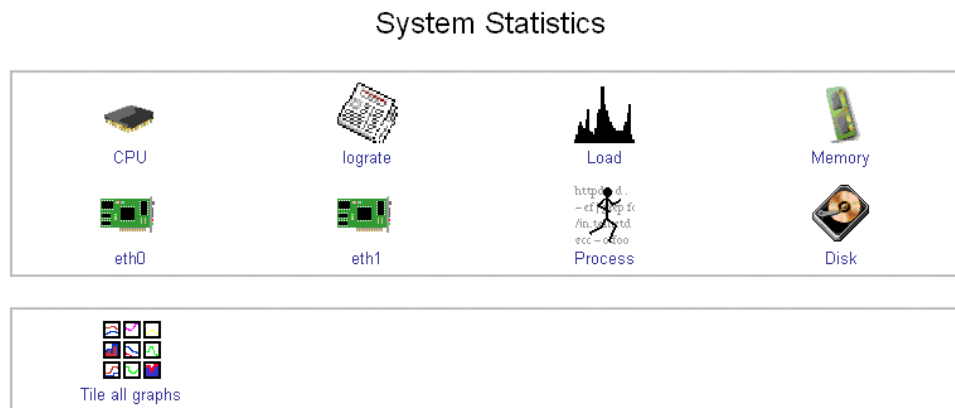 System Statistics
CPU
lograte
Load
Memory
eth0
eth1
Process
Disk
Tile all graphs